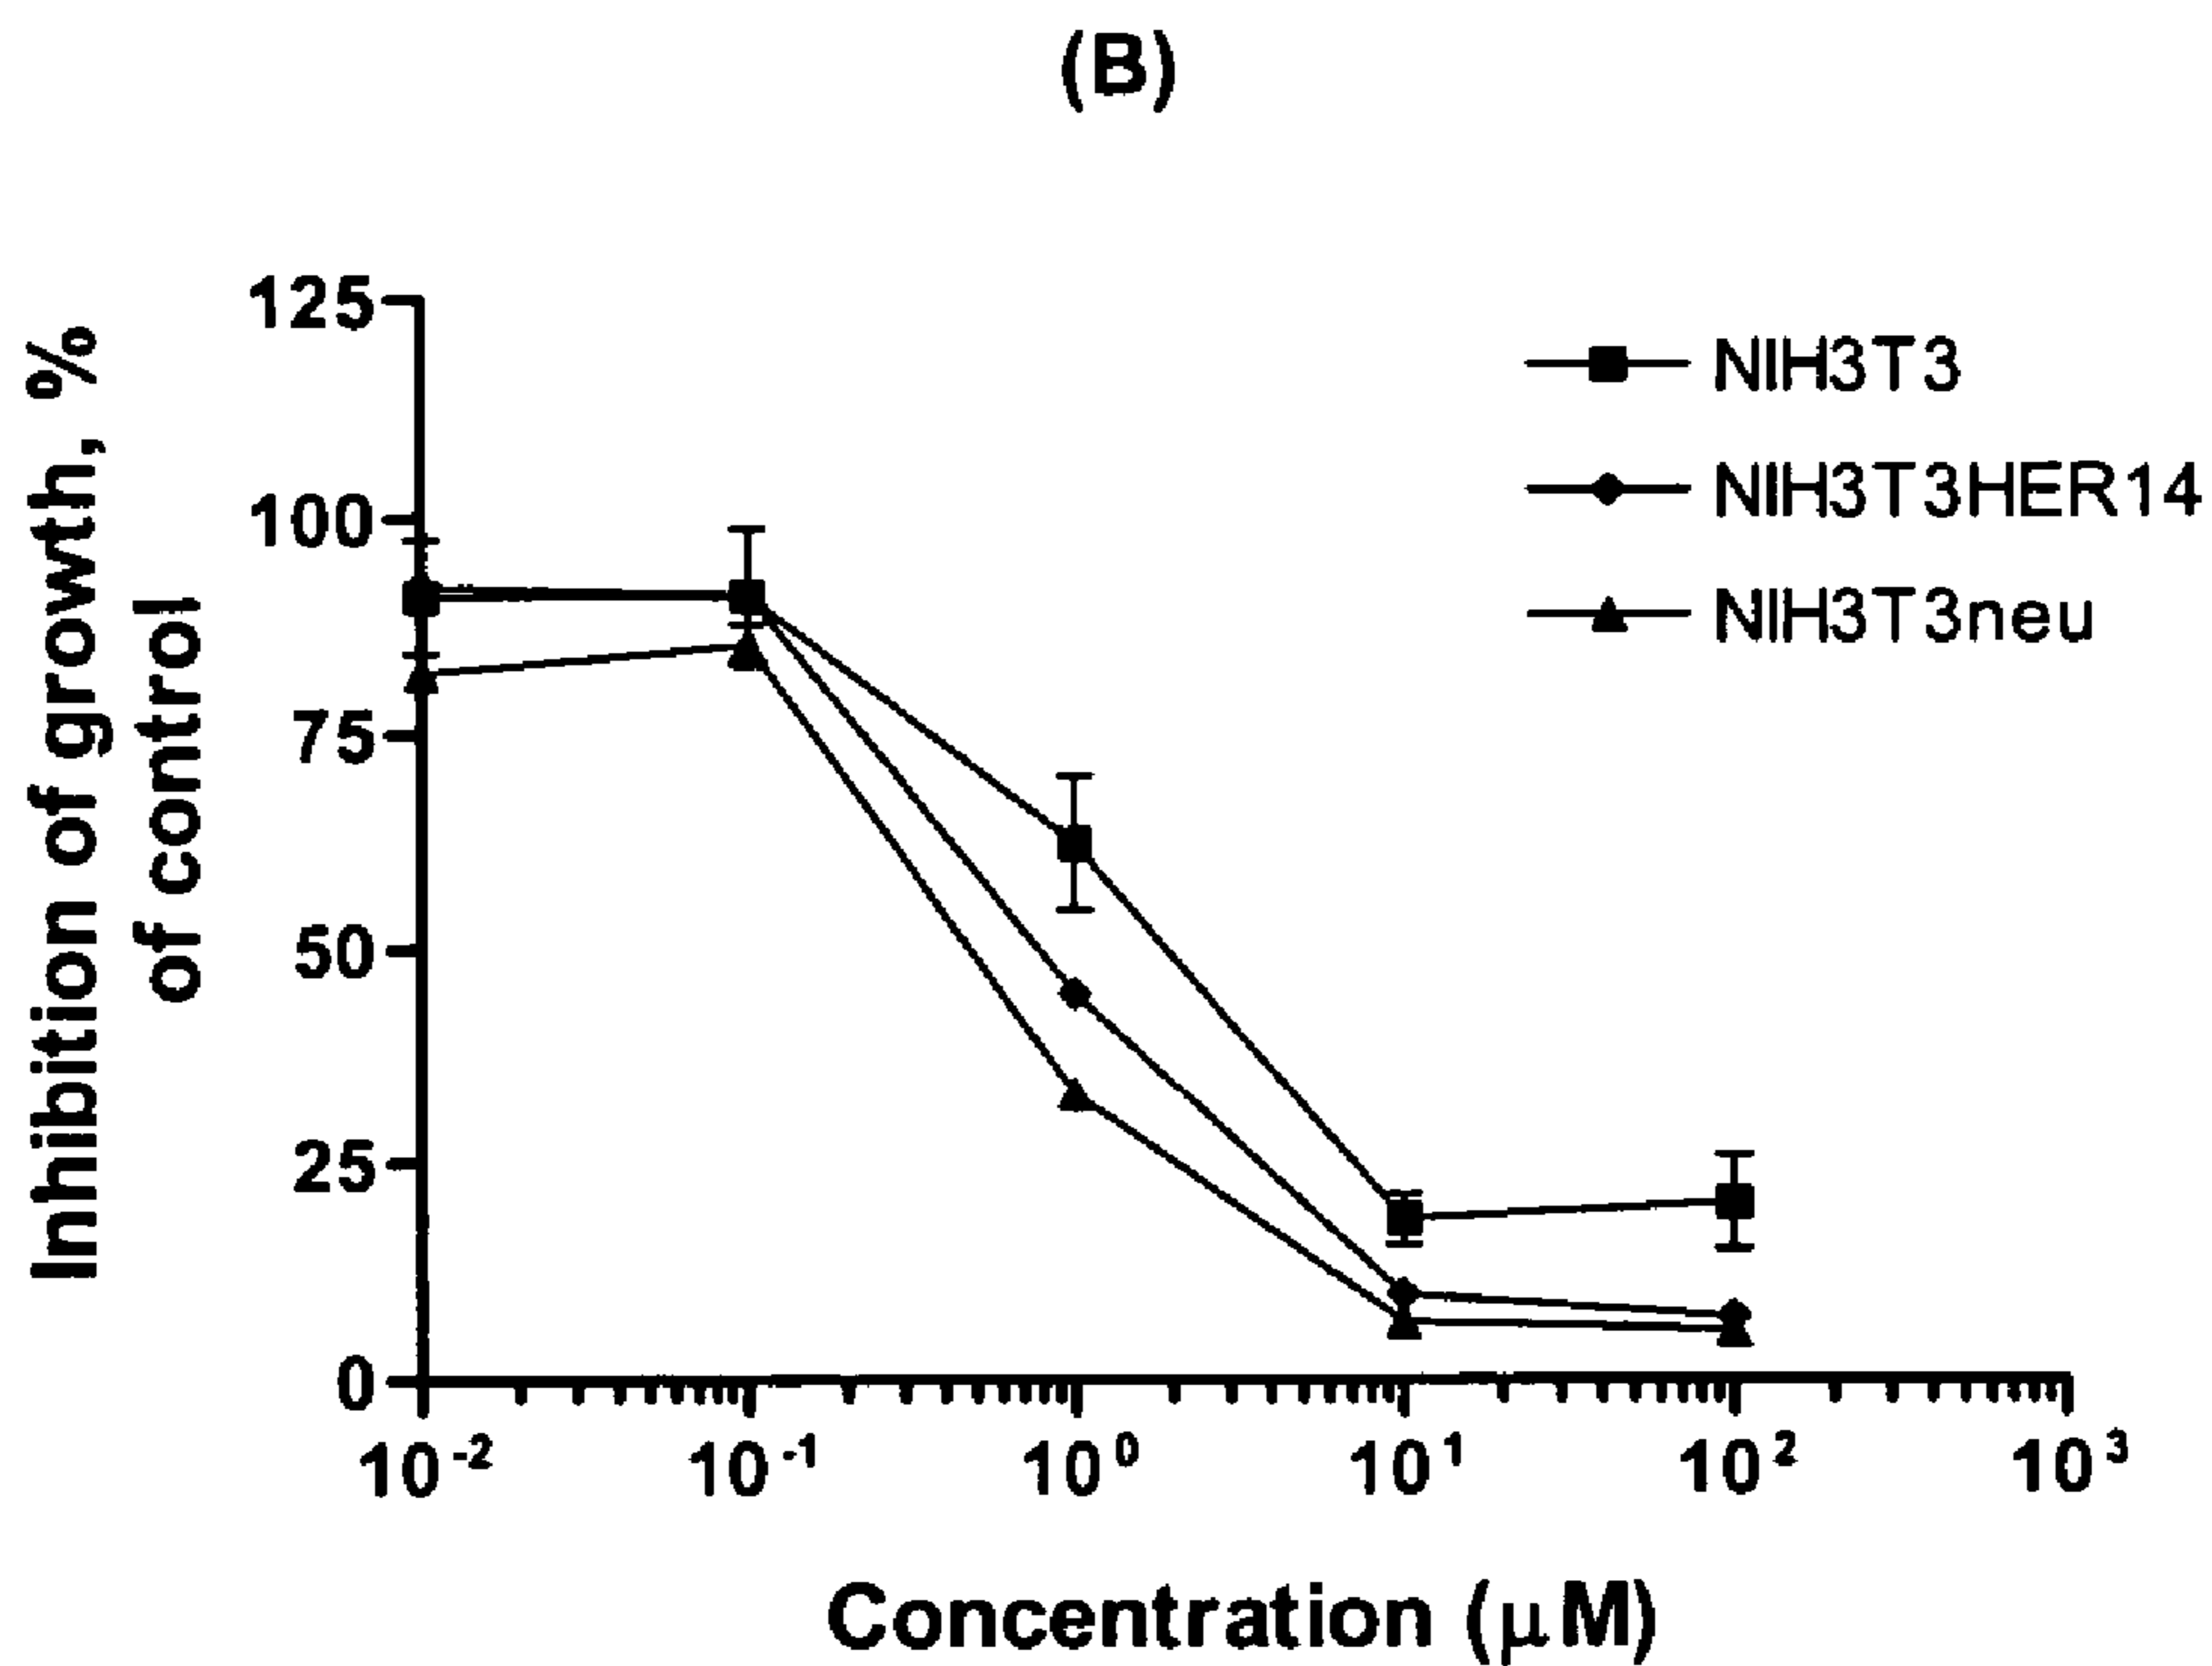 (B)
Inhibition of growth, %
of control
125
100
75
50
25
0
NIH3T3
NIH3T3HER14
NIH3T3neu
10⁻² 10⁻¹ 10⁰ 10¹ 10² 10³
Concentration (μM)